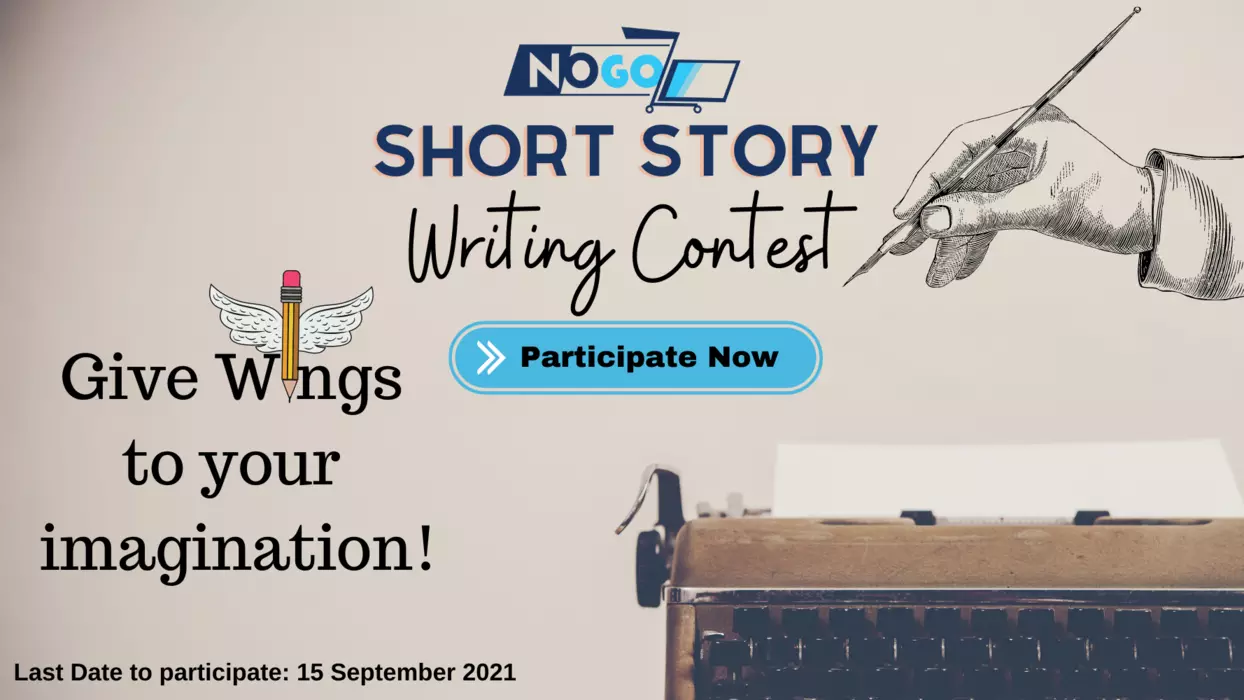 NOGO
SHORT STORY
Writing Contest
Participate Now
Give Wings
to your
imagination!
Last Date to participate: 15 September 2021